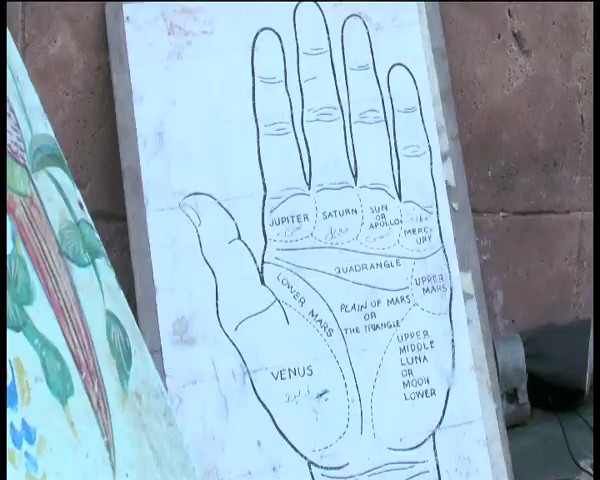 JUPITER
SATURN
SUN
OR
APOLLO
MERC
URY
QUADRANGLE
UPPER
MARS
LOWER MARS
PLAIN OF MARS
OR
THE TRIANGLE
UPPER
MIDDLE
LUNA
OR
MOON
LOWER
VENUS